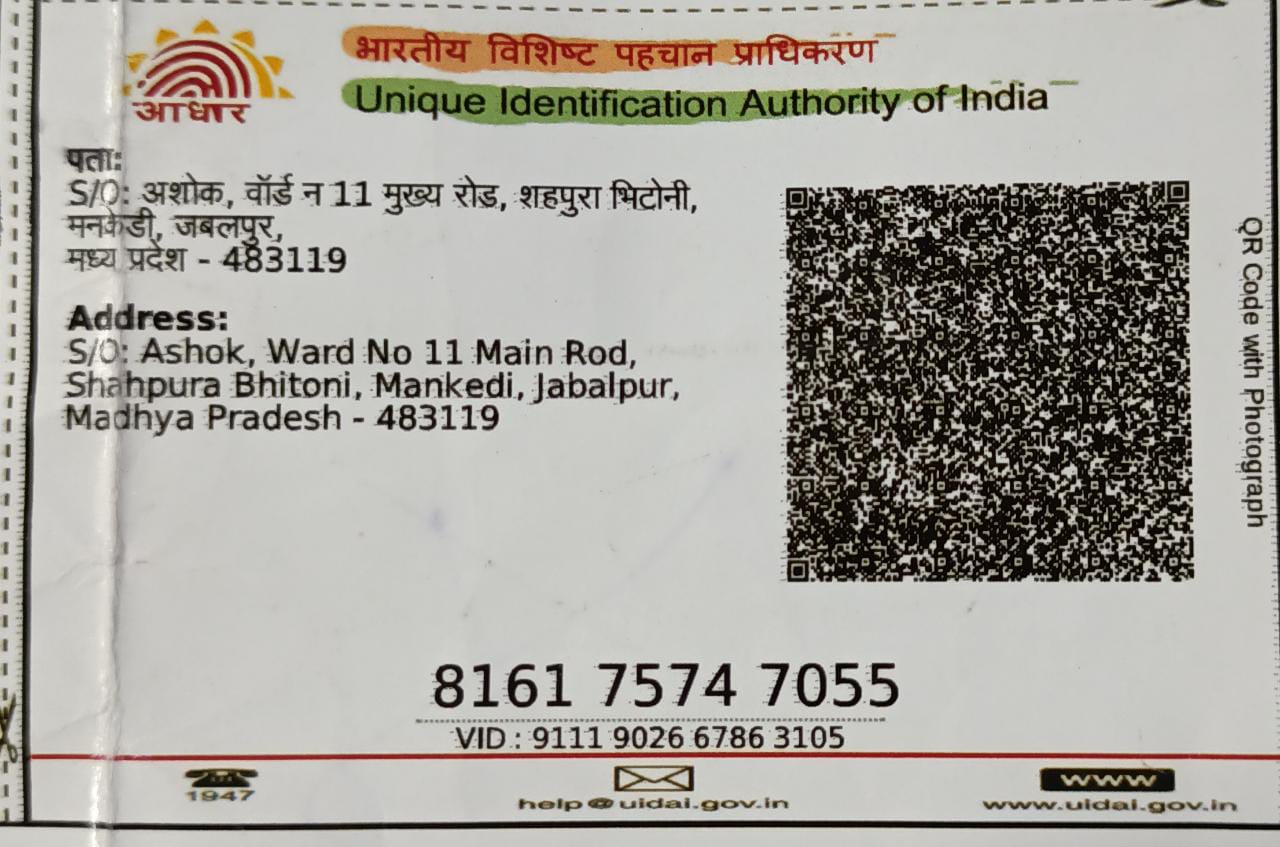 आधार
भारतीय विशिष्ट पहचान प्राधिकरण
Unique Identification Authority of India
पता:
S/O: अशोक, वॉर्ड न 11 मुख्य रोड, शहपुरा भिटोनी,
मनकेडी, जबलपुर,
मध्य प्रदेश - 483119
Address:
S/O: Ashok, Ward No 11 Main Rod,
Shahpura Bhitoni, Mankedi, Jabalpur,
Madhya Pradesh - 483119
QR Code with Photograph
8161 7574 7055
VID : 9111 9026 6786 3105
1947
help@uidai.gov.in
www
www.uidai.gov.in